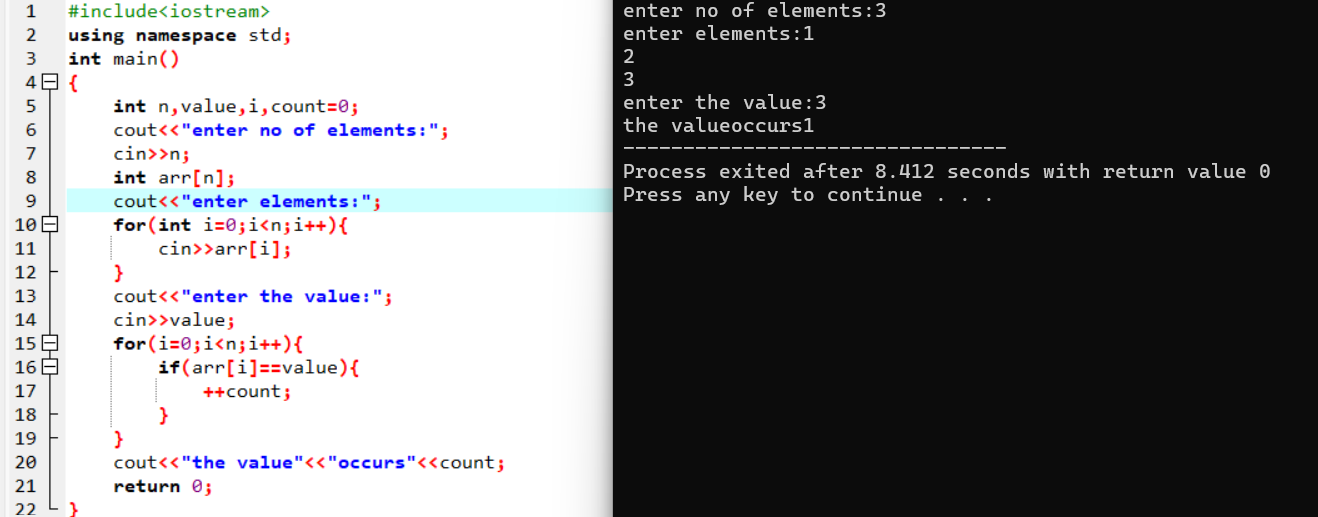 1 #include<iostream>
2 using namespace std;
3 int main()
4 {
5 int n,value,i,count=0;
6 cout<<"enter no of elements:";
7 cin>>n;
8 int arr[n];
9 cout<<"enter elements:";
10 for(int i=0;i<n;i++){
11 cin>>arr[i];
12 }
13 cout<<"enter the value:";
14 cin>>value;
15 for(i=0;i<n;i++){
16 if(arr[i]==value){
17 ++count;
18 }
19 }
20 cout<<"the value"<<"occurs"<<count;
21 return 0;
22 }
enter no of elements:3
enter elements:1
2
3
enter the value:3
the valueoccurs1
--------------------------------
Process exited after 8.412 seconds with return value 0
Press any key to continue . . .